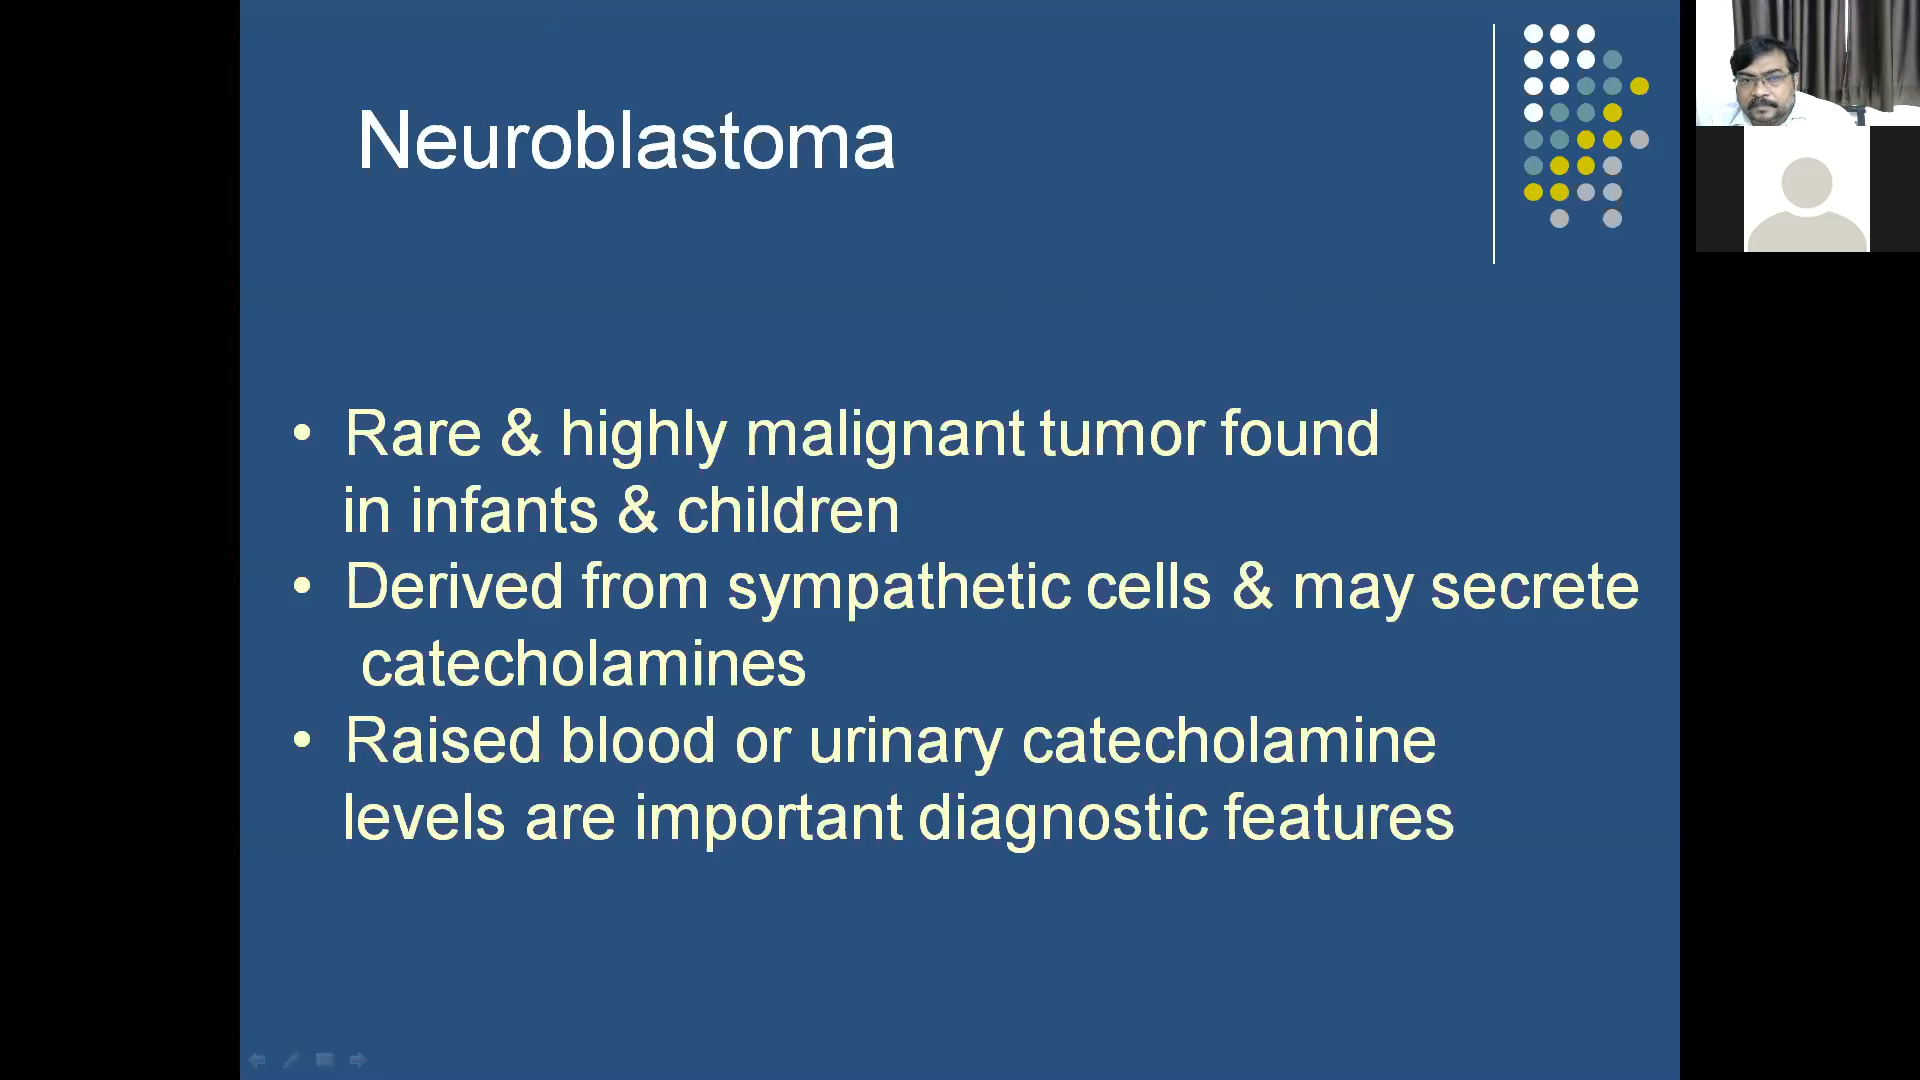 Neuroblastoma
• Rare & highly malignant tumor found
in infants & children
• Derived from sympathetic cells & may secrete
catecholamines
• Raised blood or urinary catecholamine
levels are important diagnostic features